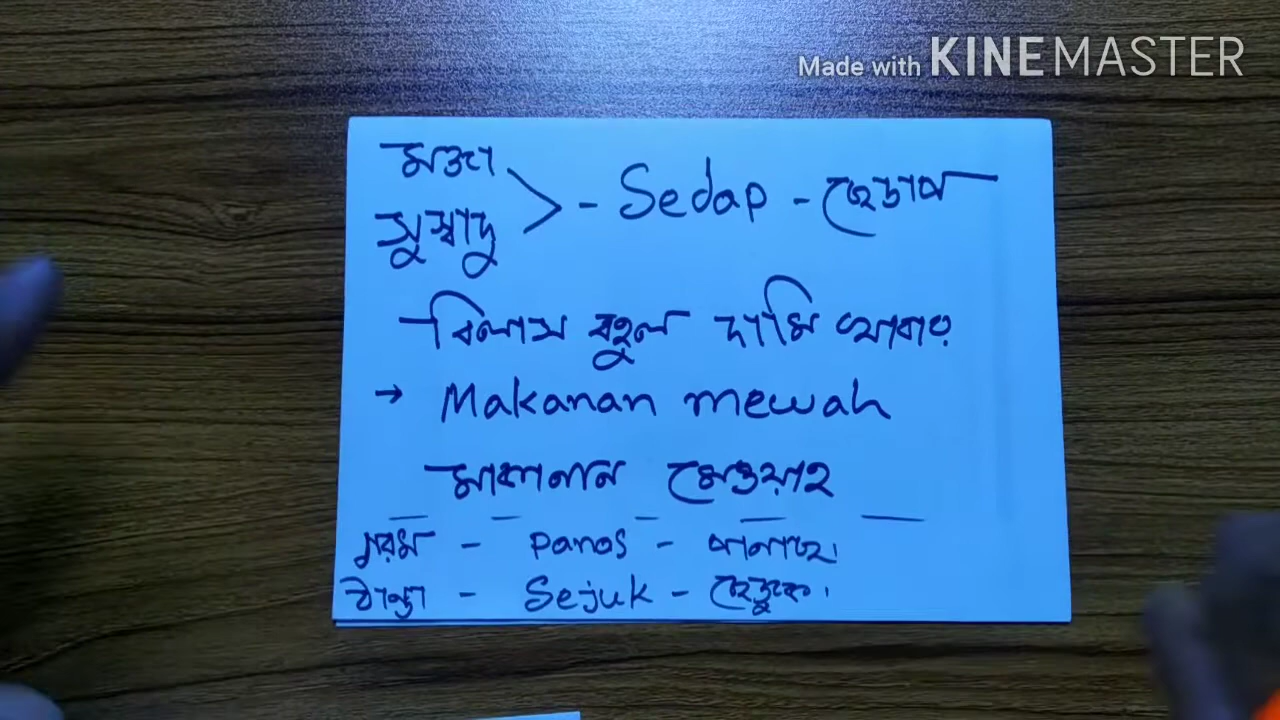 Made with KINEMASTER
মজা
সুস্বাদু > - Sedap - ছেডাপ
বিলাস বহুল দামি খাবার
→ Makanan mewah
মাকানান মেওয়াহ
গরম - Panas - পানাছ।
ঠান্ডা - Sejuk - ছেজুক।